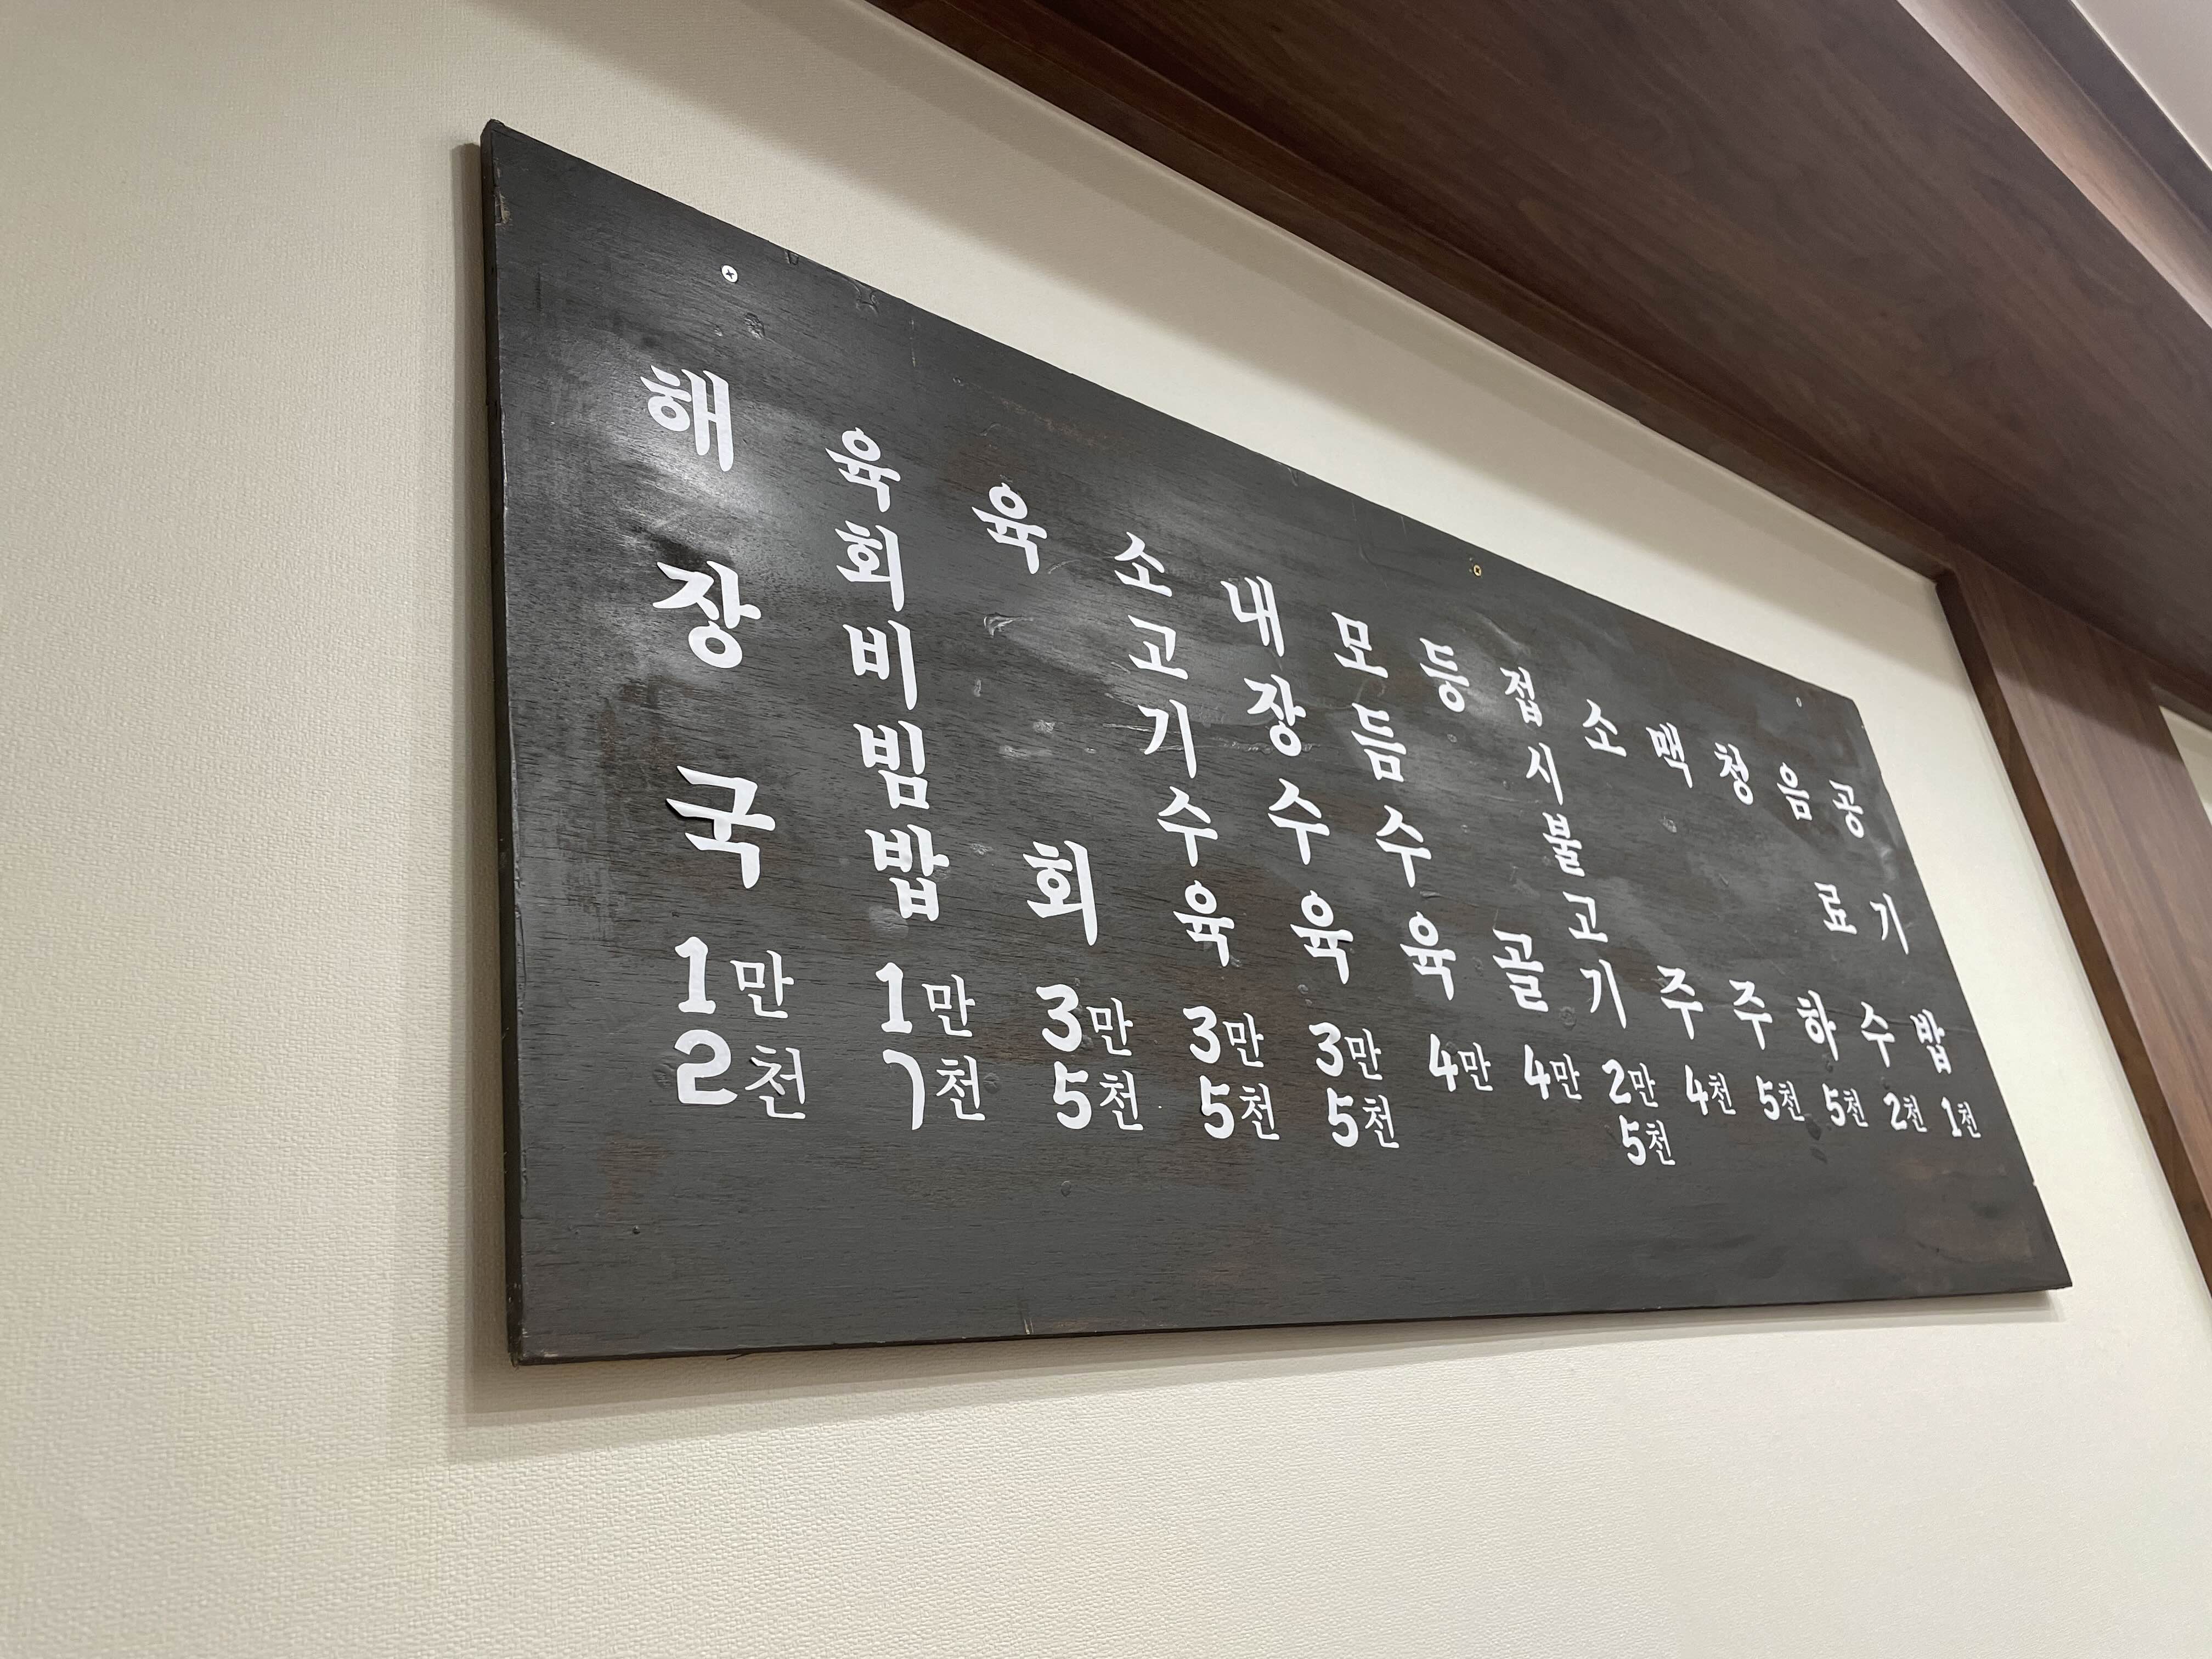 해장국 1만2천
육회비빔밥 1만7천
육회 3만5천
소고기수육 3만5천
내장수육 3만5천
모듬수육 4만
등골 4만
접시불고기 2만5천
소주 4천
맥주 5천
청하 5천
음료수 2천
공기밥 1천